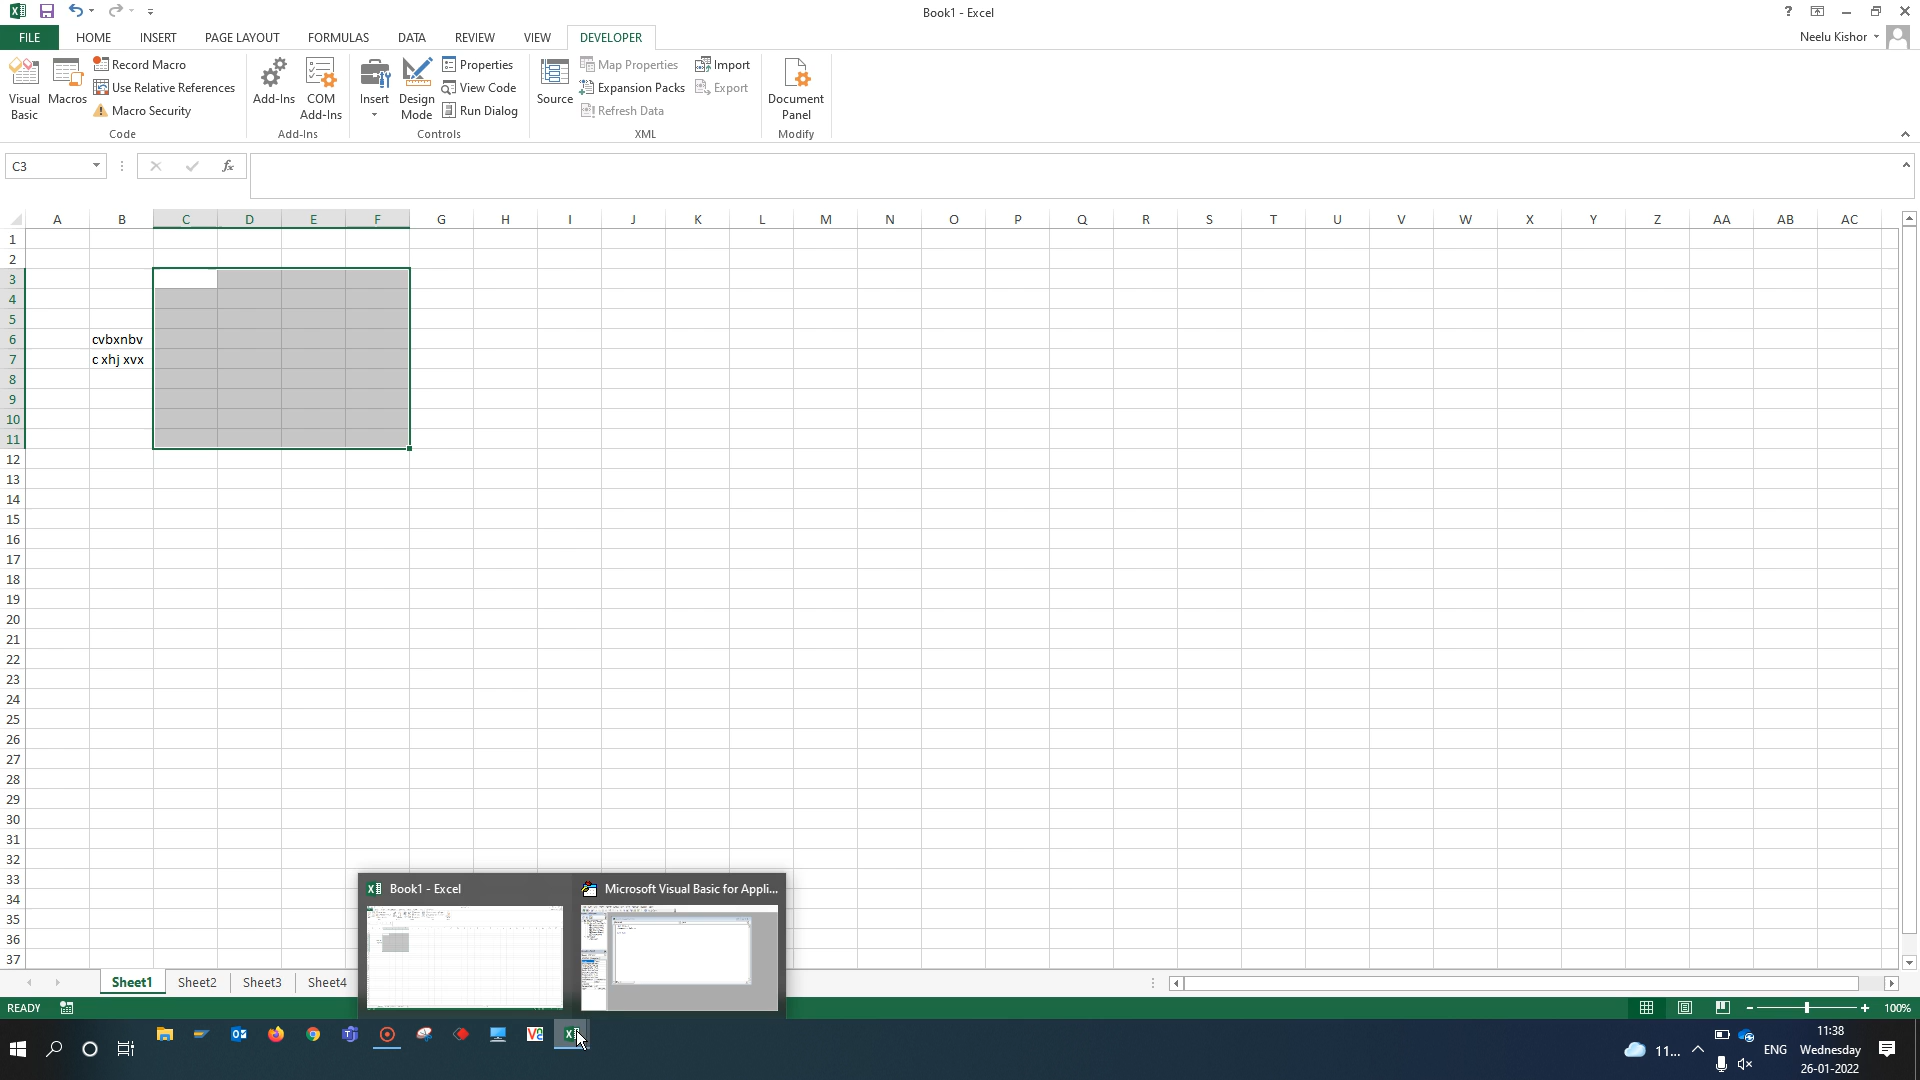 Book1 - Excel
?
FILE HOME INSERT PAGE LAYOUT FORMULAS DATA REVIEW VIEW DEVELOPER
Neelu Kishor
Visual Basic
Macros
Record Macro
Use Relative References
Macro Security
Code
Add-Ins
COM Add-Ins
Add-Ins
Insert
Design Mode
Properties
View Code
Run Dialog
Controls
Source
Map Properties
Expansion Packs
Refresh Data
Import
Export
XML
Document Panel
Modify
C3
fx
A B C D E F G H I J K L M N O P Q R S T U V W X Y Z AA AB AC
1
2
3
4
5
6 cvbxnbv
7 c xhj xvx
8
9
10
11
12
13
14
15
16
17
18
19
20
21
22
23
24
25
26
27
28
29
30
31
32
33
34
35
36
37
Book1 - Excel
Microsoft Visual Basic for Appli...
Sheet1 Sheet2 Sheet3 Sheet4
READY
100%
11...
ENG
11:38
Wednesday
26-01-2022